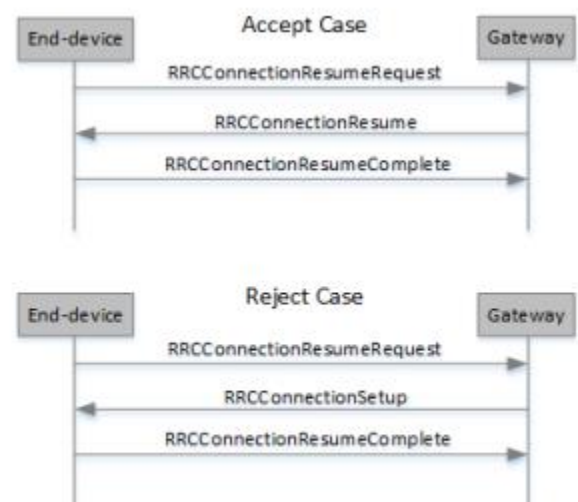 Accept Case
End-device
Gateway
RRCConnectionResumeRequest
RRCConnectionResume
RRCConnectionResumeComplete
Reject Case
End-device
Gateway
RRCConnectionResumeRequest
RRCConnectionSetup
RRCConnectionResumeComplete